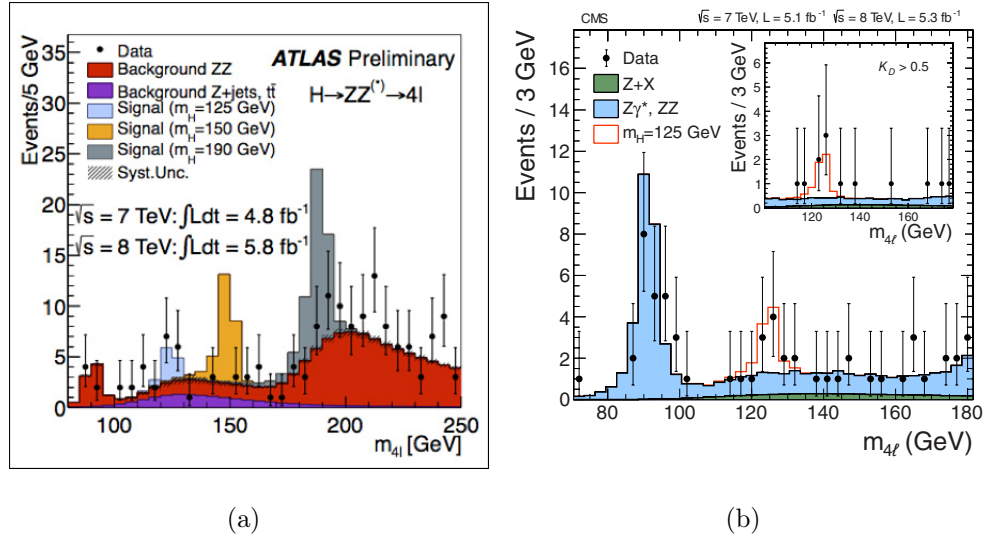 35
30
25
20
15
10
5
0
Events/5 GeV
Data
Background ZZ
Background Z+jets, tt̄
Signal (m_H=125 GeV)
Signal (m_H=150 GeV)
Signal (m_H=190 GeV)
Syst.Unc.
ATLAS Preliminary
H→ZZ^(*)→4l
√s = 7 TeV: ∫Ldt = 4.8 fb⁻¹
√s = 8 TeV: ∫Ldt = 5.8 fb⁻¹
100 150 200 250
m_4l [GeV]
(a)
CMS √s = 7 TeV, L = 5.1 fb⁻¹ √s = 8 TeV, L = 5.3 fb⁻¹
Events / 3 GeV
16
14
12
10
8
6
4
2
0
Data
Z+X
Zγ*, ZZ
m_H=125 GeV
Events / 3 GeV
6
5
4
3
2
1
0
K_D > 0.5
120 140 160
m_4ℓ (GeV)
80 100 120 140 160 180
m_4ℓ (GeV)
(b)